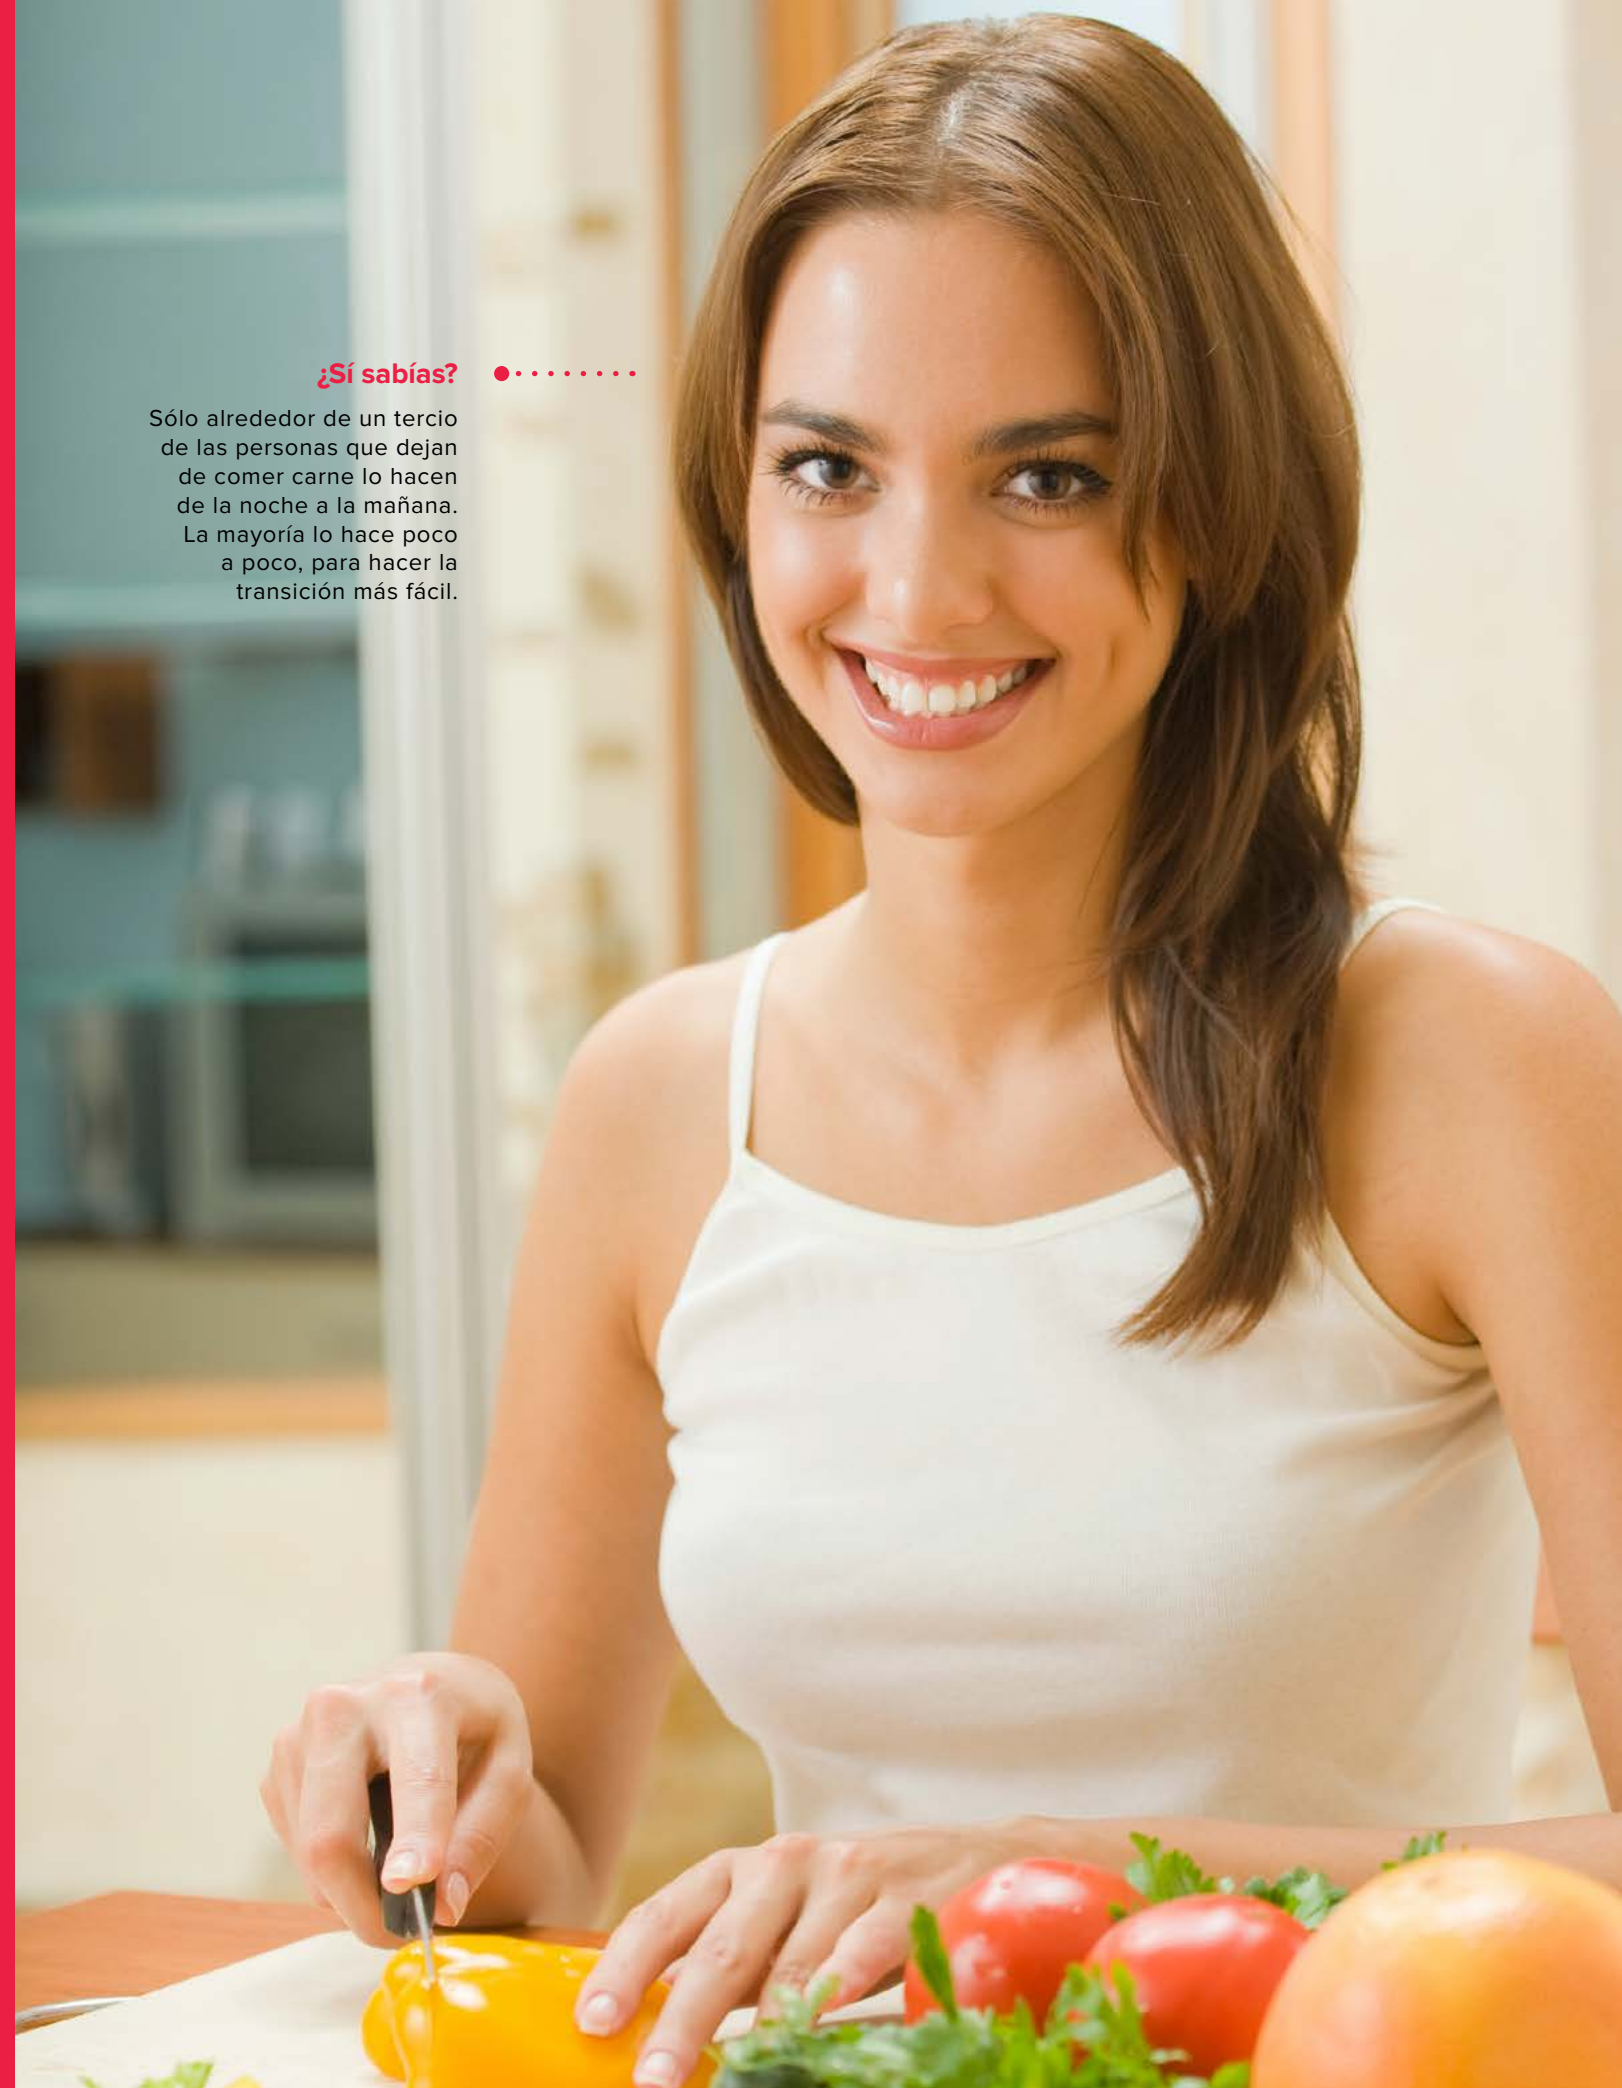 ¿Sí sabías?
Sólo alrededor de un tercio
de las personas que dejan
de comer carne lo hacen
de la noche a la mañana.
La mayoría lo hace poco
a poco, para hacer la
transición más fácil.